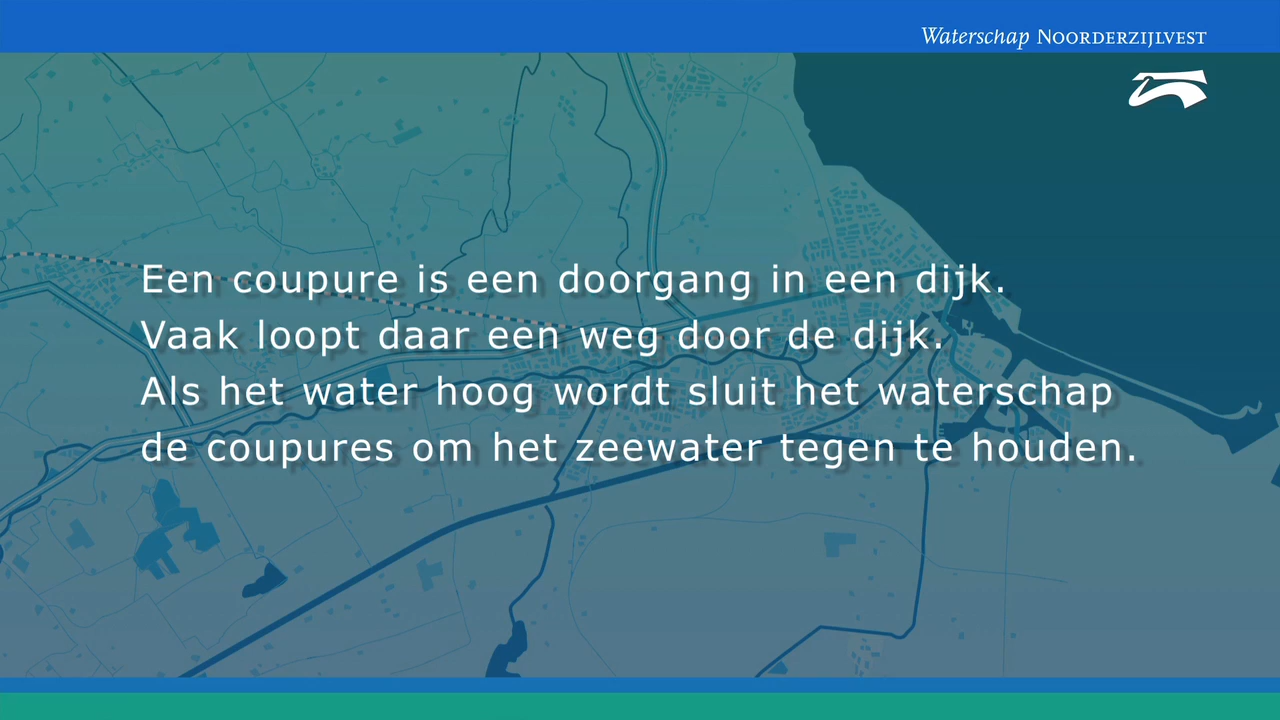 Waterschap NOORDERZIJLVEST
Een coupure is een doorgang in een dijk.
Vaak loopt daar een weg door de dijk.
Als het water hoog wordt sluit het waterschap
de coupures om het zeewater tegen te houden.